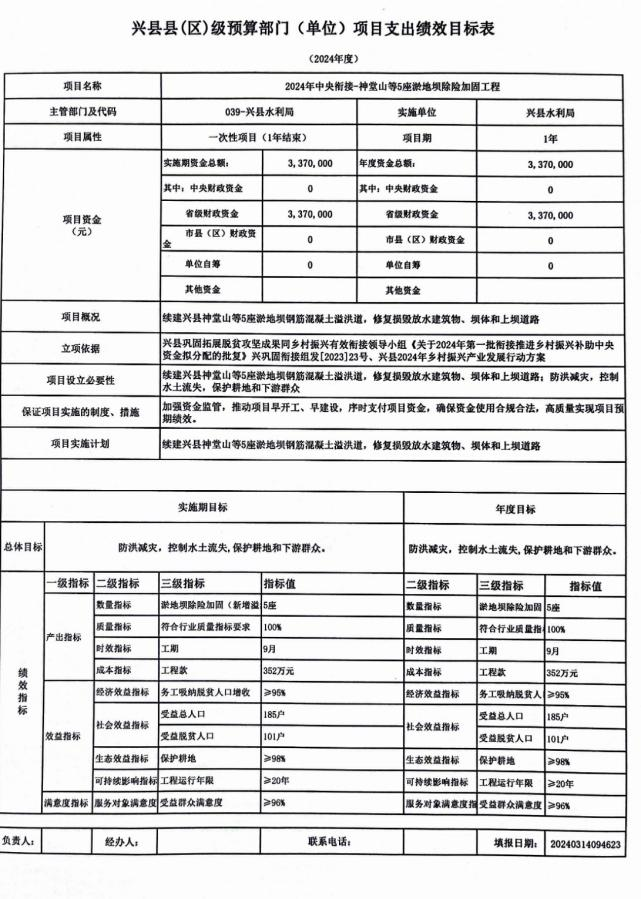 兴县县(区)级预算部门（单位）项目支出绩效目标表
（2024年度）
项目名称 2024年中央衔接-神堂山等5座淤地坝除险加固工程
主管部门及代码 039-兴县水利局 实施单位 兴县水利局
项目属性 一次性项目（1年结束） 项目期 1年
项目资金（元）
实施期资金总额： 3,370,000 年度资金总额： 3,370,000
其中：中央财政资金 0 其中：中央财政资金 0
省级财政资金 3,370,000 省级财政资金 3,370,000
市县（区）财政资金 0 市县（区）财政资金 0
单位自筹 0 单位自筹 0
其他资金 其他资金
项目概况 续建兴县神堂山等5座淤地坝钢筋混凝土溢洪道，修复损毁放水建筑物、坝体和上坝道路
立项依据 兴县巩固拓展脱贫攻坚成果同乡村振兴有效衔接领导小组《关于2024年第一批衔接推进乡村振兴补助中央
资金拟分配的批复》兴巩固衔接组发[2023]23号、兴县2024年乡村振兴产业发展行动方案
项目设立必要性 续建兴县神堂山等5座淤地坝钢筋混凝土溢洪道，修复损毁放水建筑物、坝体和上坝道路；防洪减灾，控制
水土流失，保护耕地和下游群众
保证项目实施的制度、措施 加强资金监管，推动项目早开工、早建设，序时支付项目资金，确保资金使用合规合法，高质量实现项目预
期绩效。
项目实施计划 续建兴县神堂山等5座淤地坝钢筋混凝土溢洪道，修复损毁放水建筑物、坝体和上坝道路
实施期目标 年度目标
总体目标 防洪减灾，控制水土流失,保护耕地和下游群众。 防洪减灾，控制水土流失,保护耕地和下游群众。
绩效指标
一级指标 二级指标 三级指标 指标值 二级指标 三级指标 指标值
产出指标 数量指标 淤地坝除险加固（新增溢 5座 数量指标 淤地坝除险加固 5座
质量指标 符合行业质量指标要求 100% 质量指标 符合行业质量指 100%
时效指标 工期 9月 时效指标 工期 9月
成本指标 工程款 352万元 成本指标 工程款 352万元
效益指标 经济效益指标 务工吸纳脱贫人口增收 ≥96% 经济效益指标 务工吸纳脱贫人 ≥95%
社会效益指标 受益总人口 185户 社会效益指标 受益总人口 185户
受益脱贫人口 101户 受益脱贫人口 101户
生态效益指标 保护耕地 ≥98% 生态效益指标 保护耕地 ≥98%
可持续影响指标 工程运行年限 ≥20年 可持续影响指标 工程运行年限 ≥20年
满意度指标 服务对象满意度 受益群众满意度 ≥96% 服务对象满意度指 受益群众满意度 ≥96%
负责人： 经办人： 联系电话： 填报日期： 20240314094623